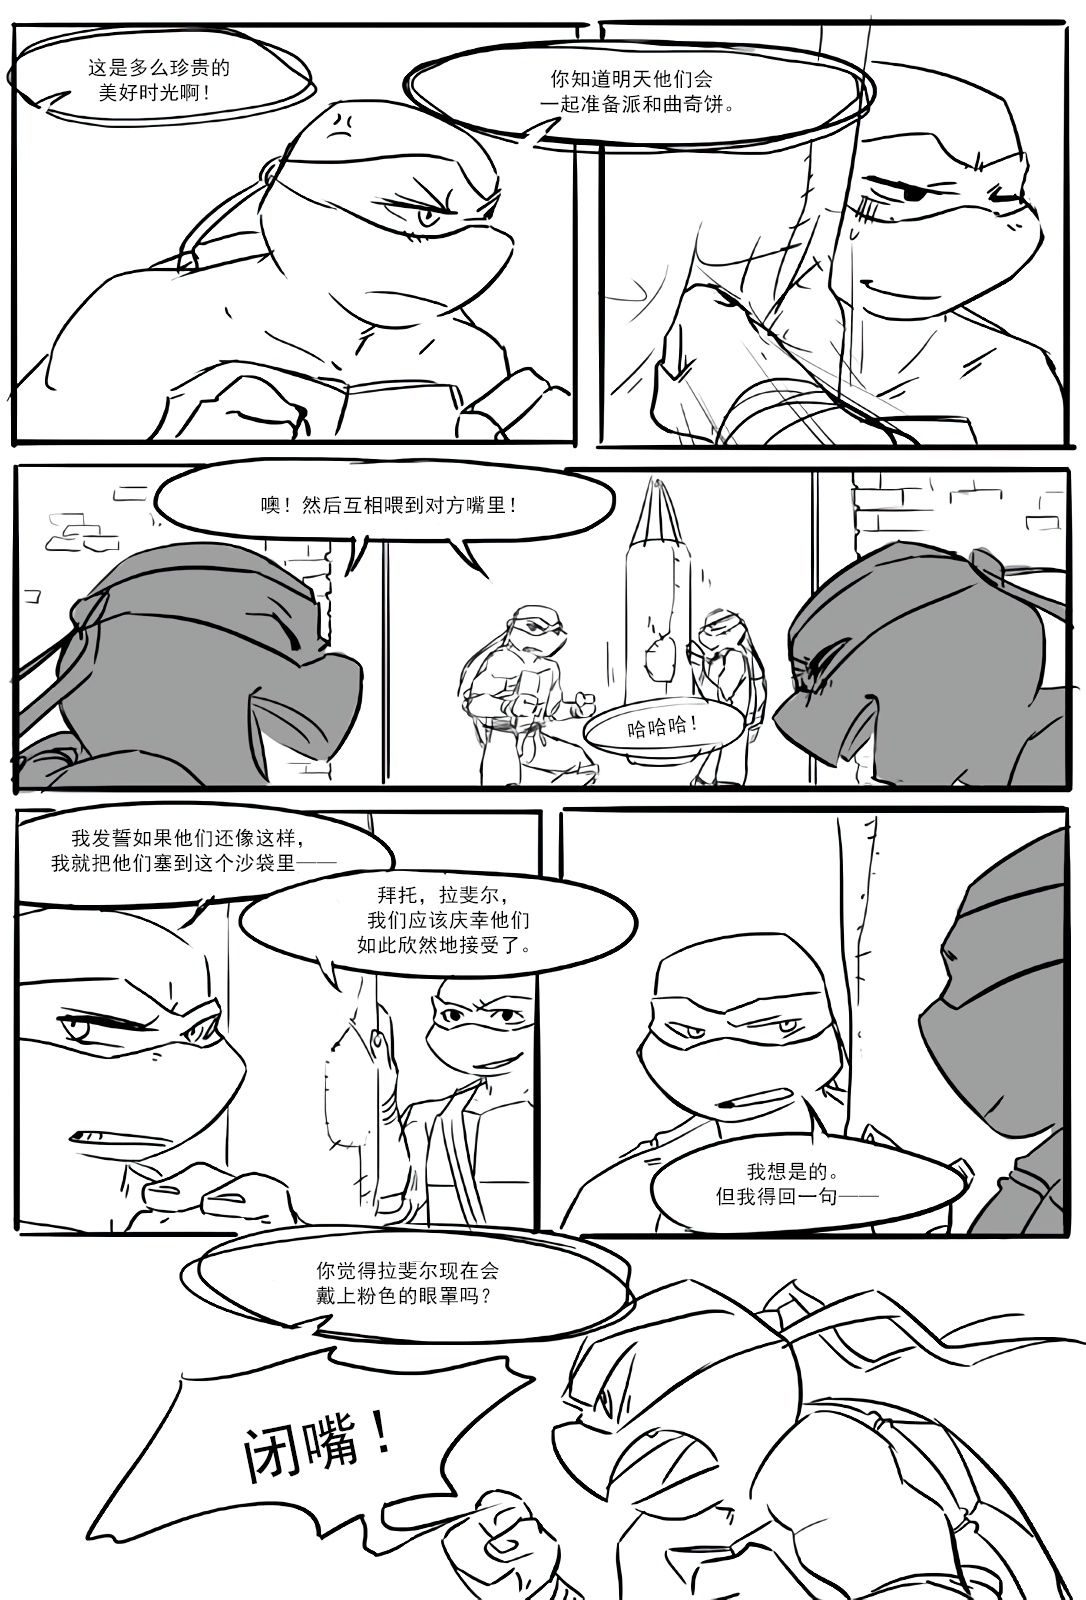 这是多么珍贵的
美好时光啊！
你知道明天他们会
一起准备派和曲奇饼。
噢！然后互相喂到对方嘴里！
哈哈哈！
我发誓如果他们还像这样，
我就把他们塞到这个沙袋里——
拜托，拉斐尔，
我们应该庆幸他们
如此欣然地接受了。
我想是的。
但我得回一句——
你觉得拉斐尔现在会
戴上粉色的眼罩吗？
闭嘴！